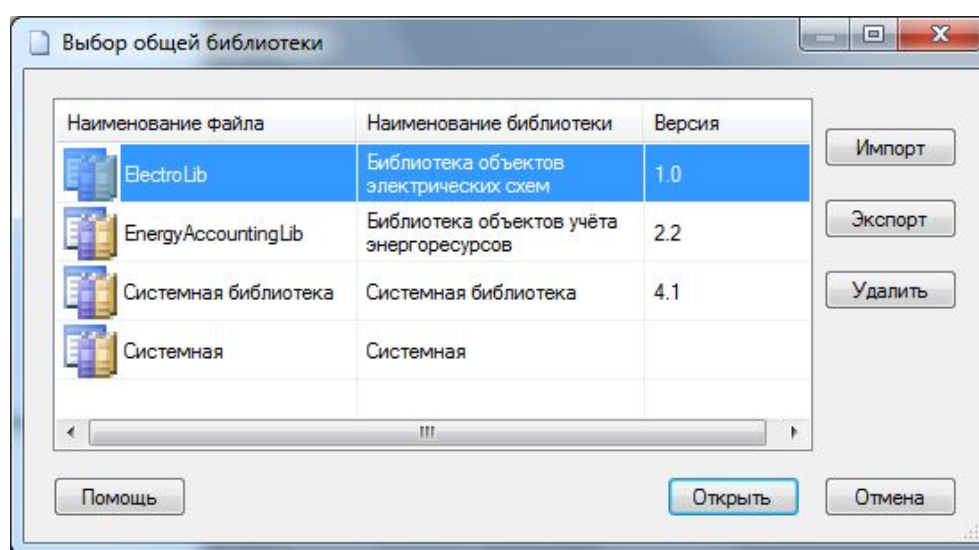 Выбор общей библиотеки
Наименование файла Наименование библиотеки Версия
ElectroLib Библиотека объектов электрических схем 1.0
EnergyAccountingLib Библиотека объектов учёта энергоресурсов 2.2
Системная библиотека Системная библиотека 4.1
Системная Системная
Импорт
Экспорт
Удалить
Помощь Открыть Отмена